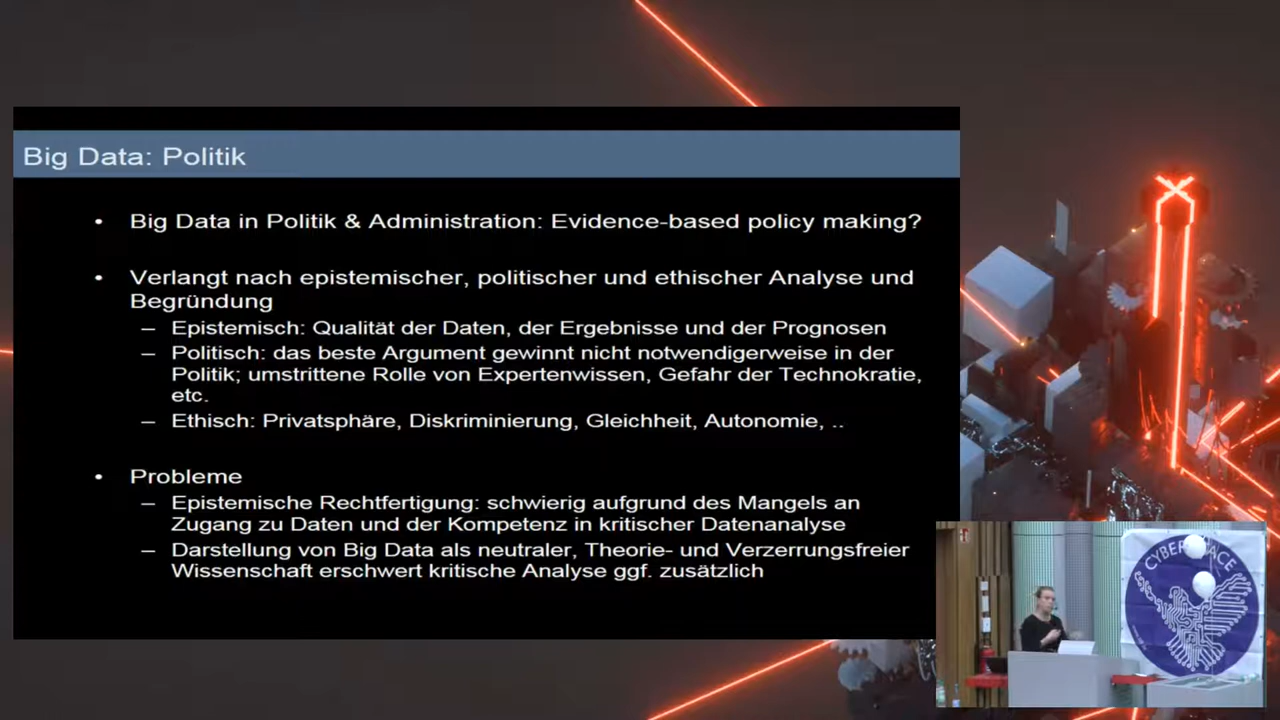 Big Data: Politik
• Big Data in Politik & Administration: Evidence-based policy making?
• Verlangt nach epistemischer, politischer und ethischer Analyse und
Begründung
– Epistemisch: Qualität der Daten, der Ergebnisse und der Prognosen
– Politisch: das beste Argument gewinnt nicht notwendigerweise in der
Politik; umstrittene Rolle von Expertenwissen, Gefahr der Technokratie,
etc.
– Ethisch: Privatsphäre, Diskriminierung, Gleichheit, Autonomie, ..
• Probleme
– Epistemische Rechtfertigung: schwierig aufgrund des Mangels an
Zugang zu Daten und der Kompetenz in kritischer Datenanalyse
– Darstellung von Big Data als neutraler, Theorie- und Verzerrungsfreier
Wissenschaft erschwert kritische Analyse ggf. zusätzlich